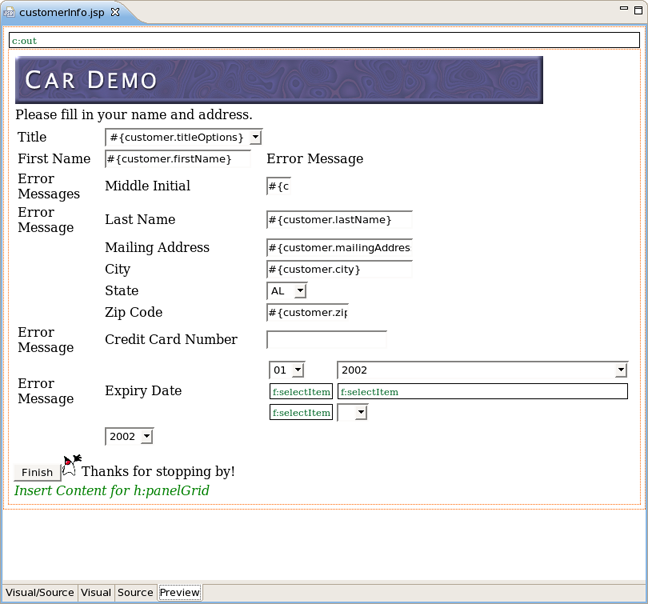 customerInfo.jsp
c:out
Car Demo
Please fill in your name and address.
Title #{customer.titleOptions}
First Name #{customer.firstName} Error Message
Error Messages Middle Initial #{c
Error Message Last Name #{customer.lastName}
Mailing Address #{customer.mailingAddres
City #{customer.city}
State AL
Zip Code #{customer.zip
Error Message Credit Card Number
01 2002
Error Message Expiry Date f:selectItem f:selectItem
f:selectItem
2002
Finish Thanks for stopping by!
Insert Content for h:panelGrid
Visual/Source Visual Source Preview